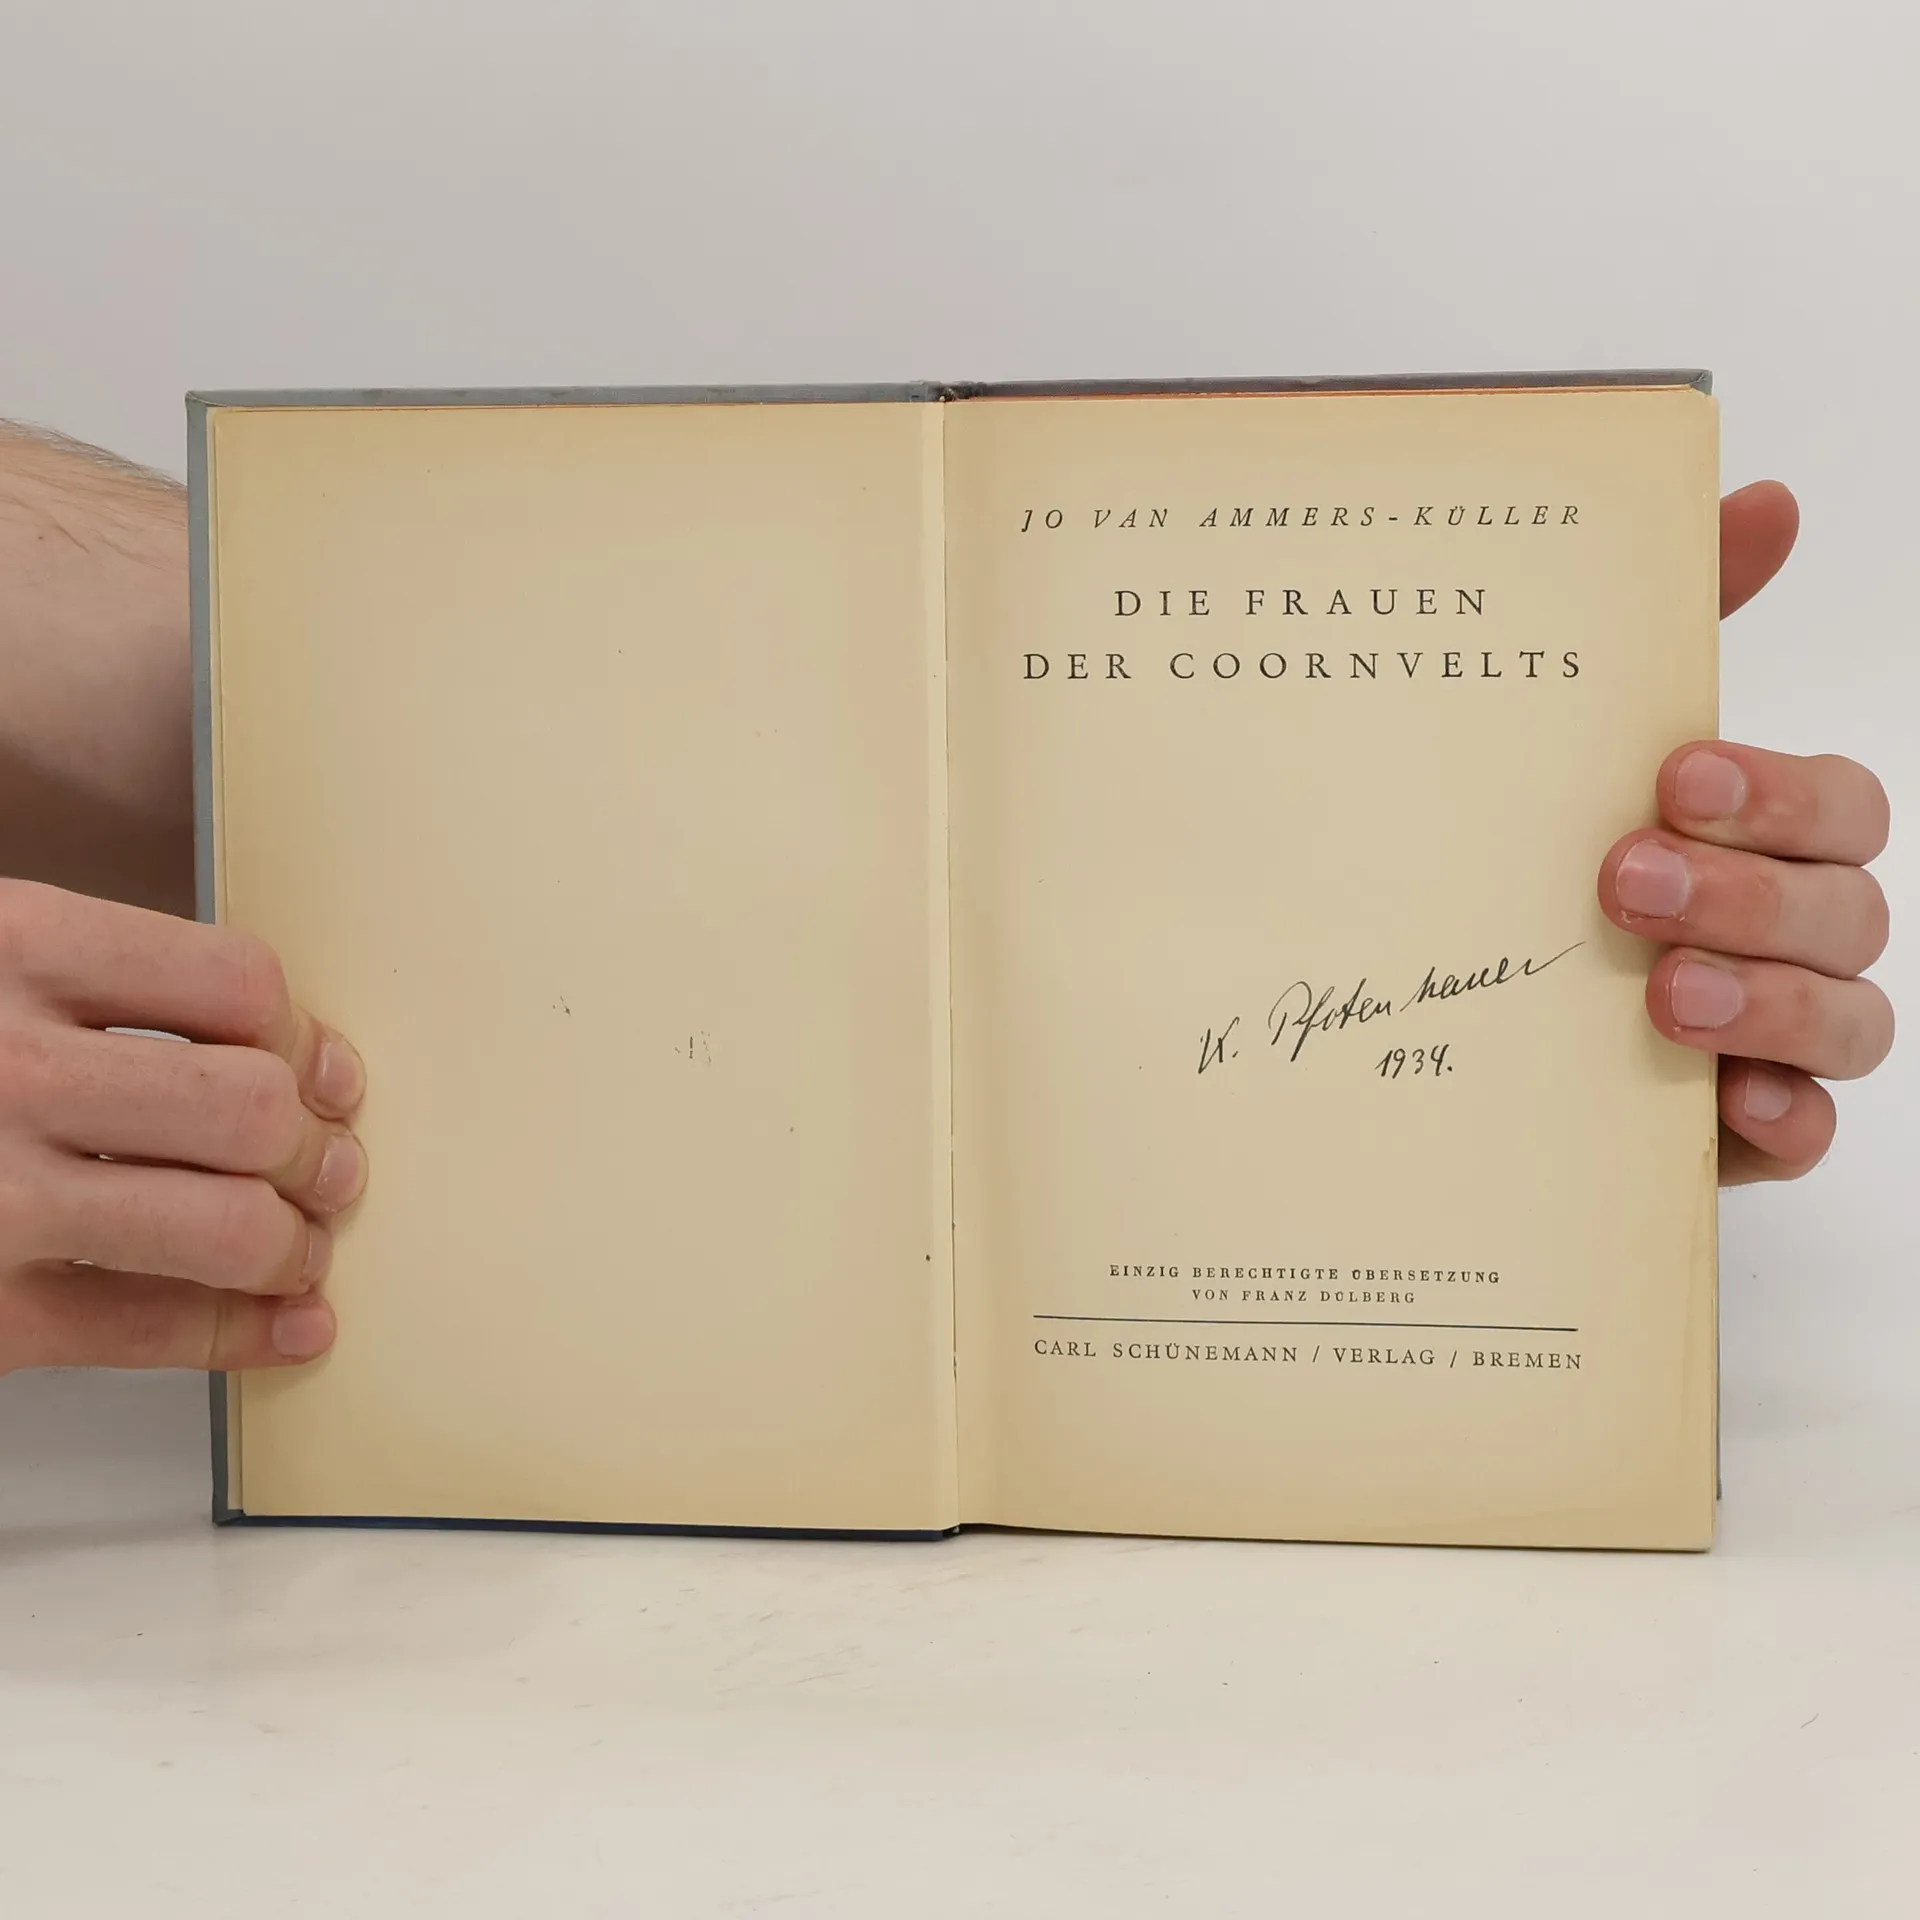 JO VAN AMMERS-KÜLLER
DIE FRAUEN
DER COORNVELTS
K. Pfotenhauer
1934.
EINZIG BERECHTIGTE ÜBERSETZUNG
VON FRANZ DÜLBERG
CARL SCHÜNEMANN / VERLAG / BREMEN